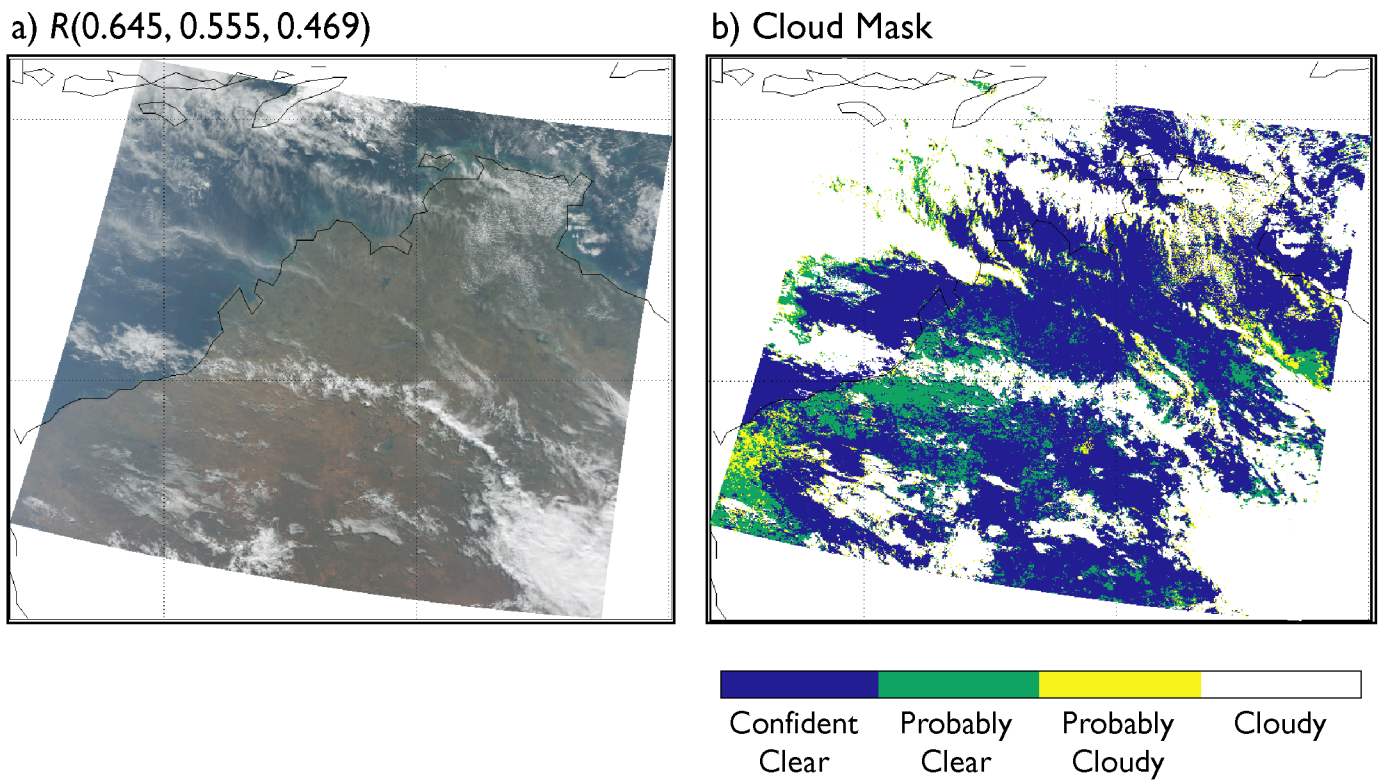 a) R(0.645, 0.555, 0.469)
b) Cloud Mask
Confident
Clear
Probably
Clear
Probably
Cloudy
Cloudy